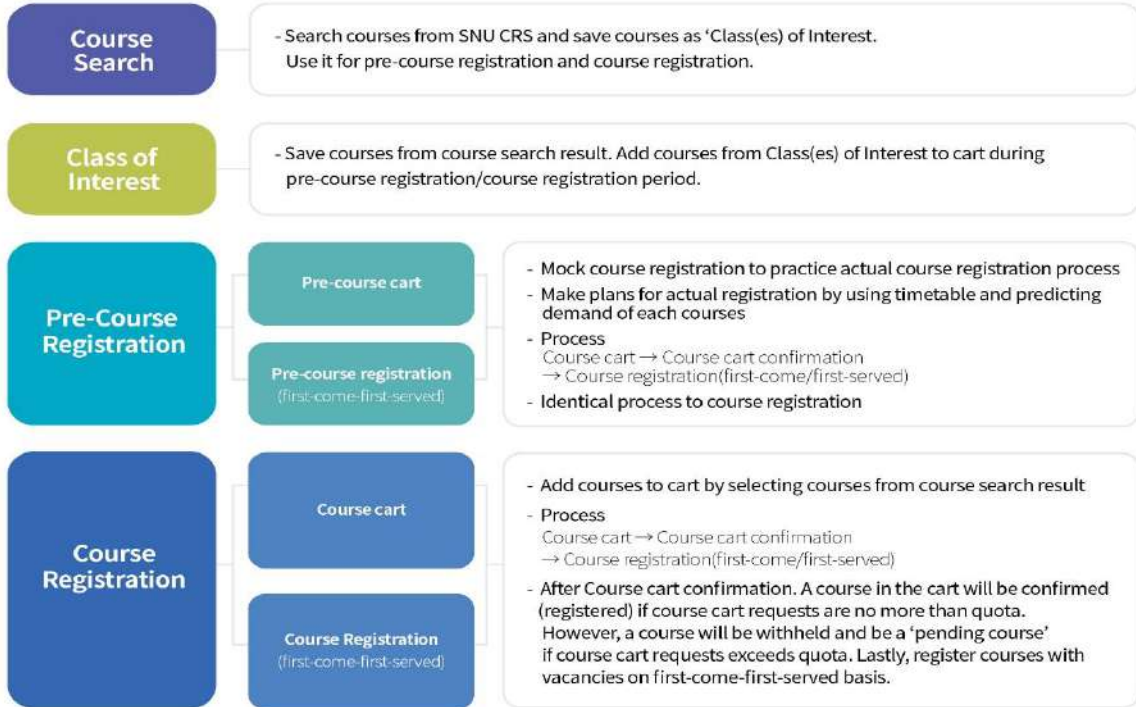 Course
Search
- Search courses from SNU CRS and save courses as ‘Class(es) of Interest.
Use it for pre-course registration and course registration.
Class of
Interest
- Save courses from course search result. Add courses from Class(es) of Interest to cart during
pre-course registration/course registration period.
Pre-Course
Registration
Pre-course cart
Pre-course registration
(first-come-first-served)
- Mock course registration to practice actual course registration process
- Make plans for actual registration by using timetable and predicting
demand of each courses
- Process
Course cart → Course cart confirmation
→ Course registration(first-come/first-served)
- Identical process to course registration
Course
Registration
Course cart
Course Registration
(first-come-first-served)
- Add courses to cart by selecting courses from course search result
- Process
Course cart → Course cart confirmation
→ Course registration(first-come/first-served)
- After Course cart confirmation. A course in the cart will be confirmed
(registered) if course cart requests are no more than quota.
However, a course will be withheld and be a ‘pending course’
if course cart requests exceeds quota. Lastly, register courses with
vacancies on first-come-first-served basis.